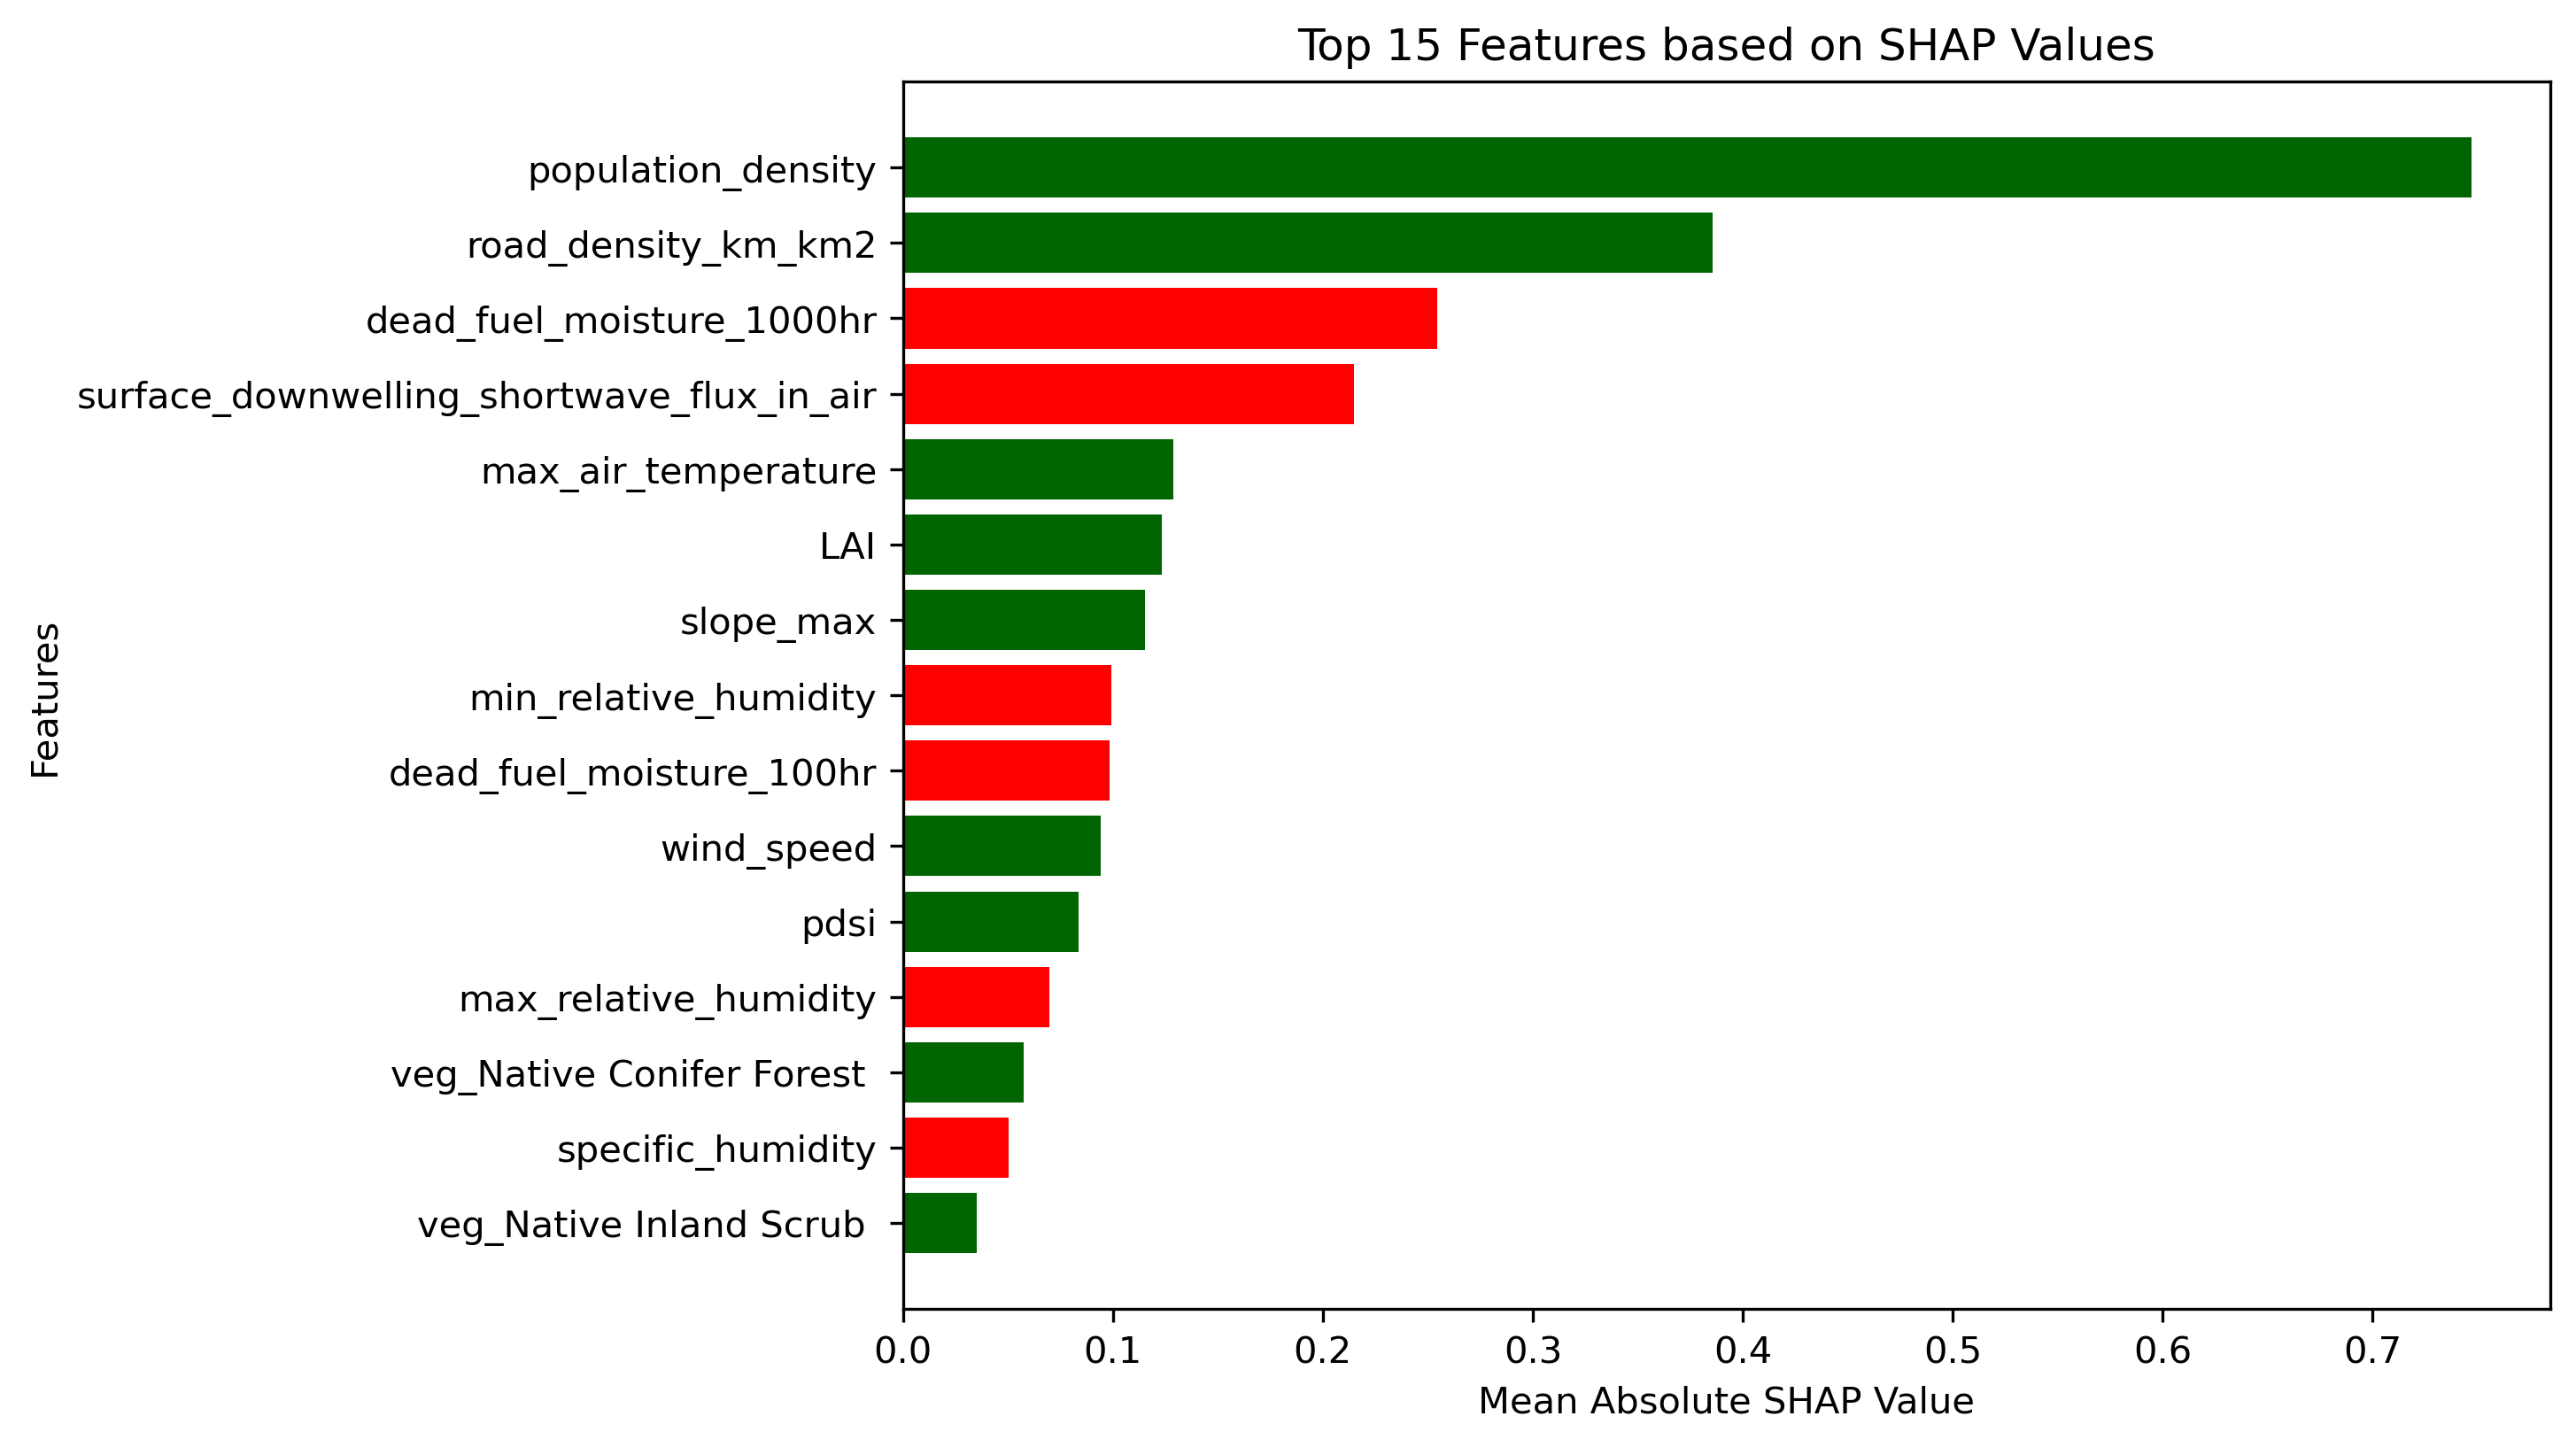 Top 15 Features based on SHAP Values
Features
population_density
road_density_km_km2
dead_fuel_moisture_1000hr
surface_downwelling_shortwave_flux_in_air
max_air_temperature
LAI
slope_max
min_relative_humidity
dead_fuel_moisture_100hr
wind_speed
pdsi
max_relative_humidity
veg_Native Conifer Forest
specific_humidity
veg_Native Inland Scrub
0.0 0.1 0.2 0.3 0.4 0.5 0.6 0.7
Mean Absolute SHAP Value